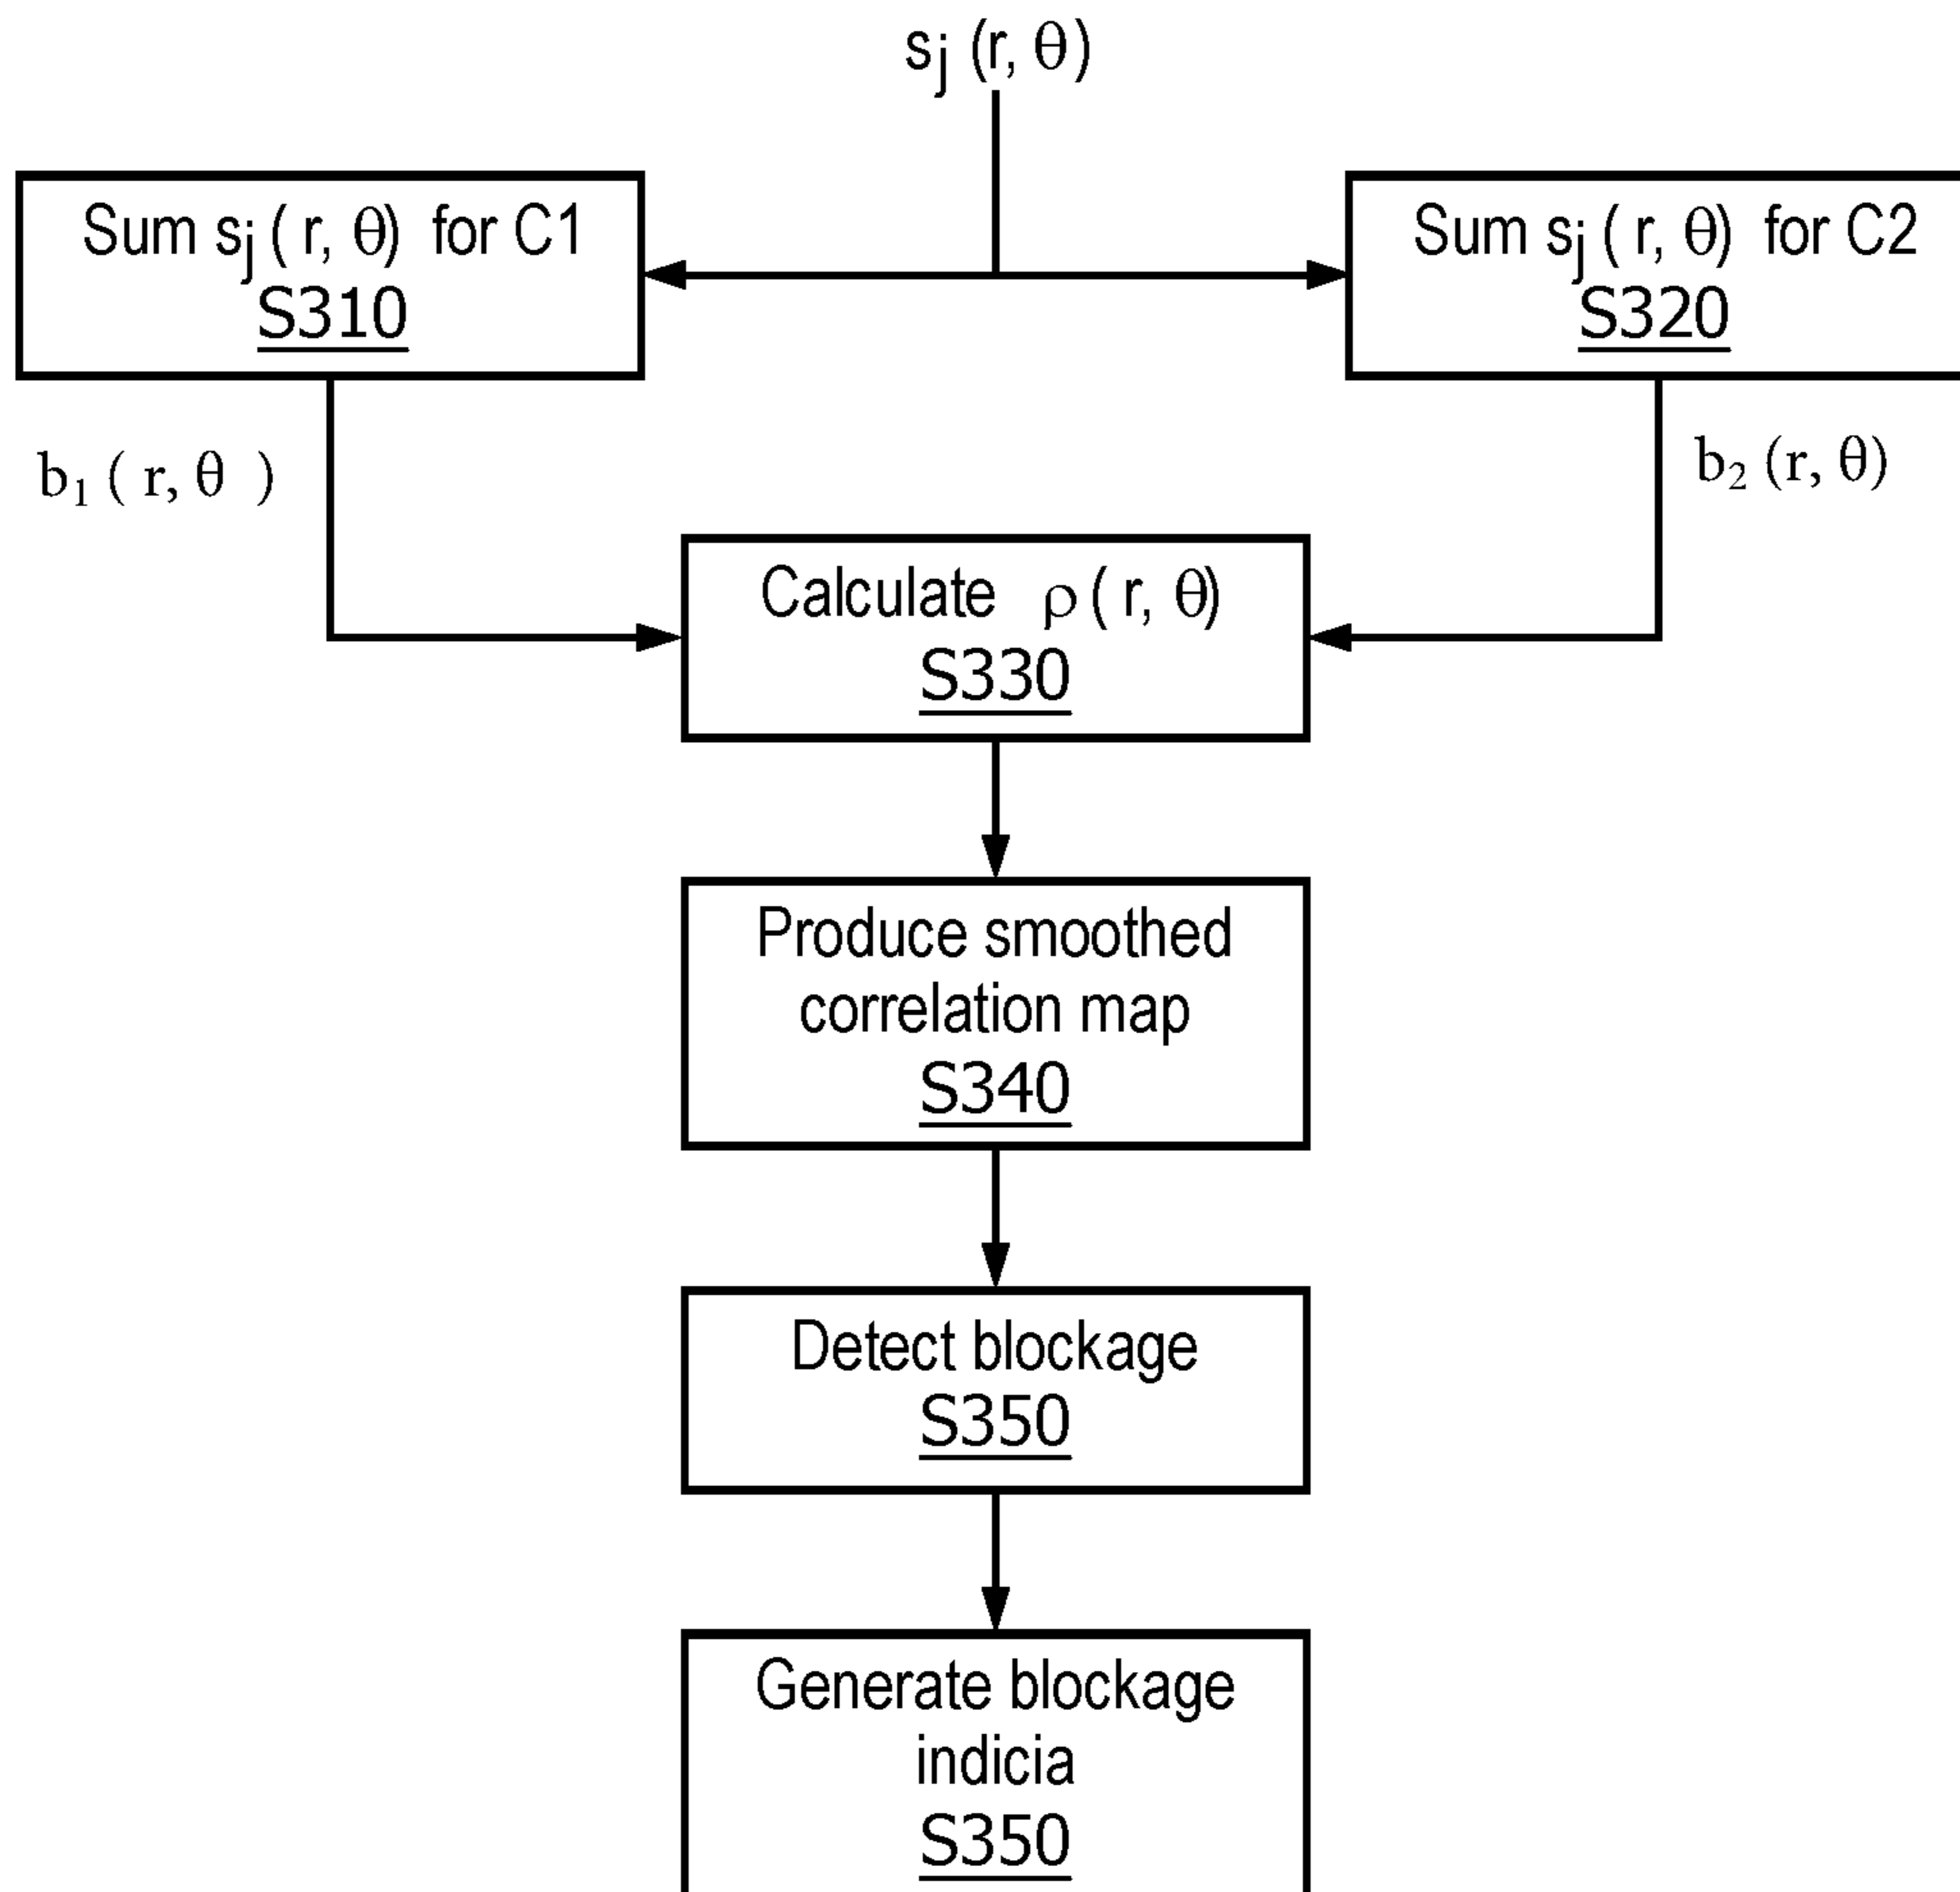 sj (r, θ)
Sum sj ( r, θ) for C1
S310
Sum sj ( r, θ) for C2
S320
b₁ ( r, θ )
b₂ (r, θ)
Calculate ρ ( r, θ)
S330
Produce smoothed
correlation map
S340
Detect blockage
S350
Generate blockage
indicia
S350